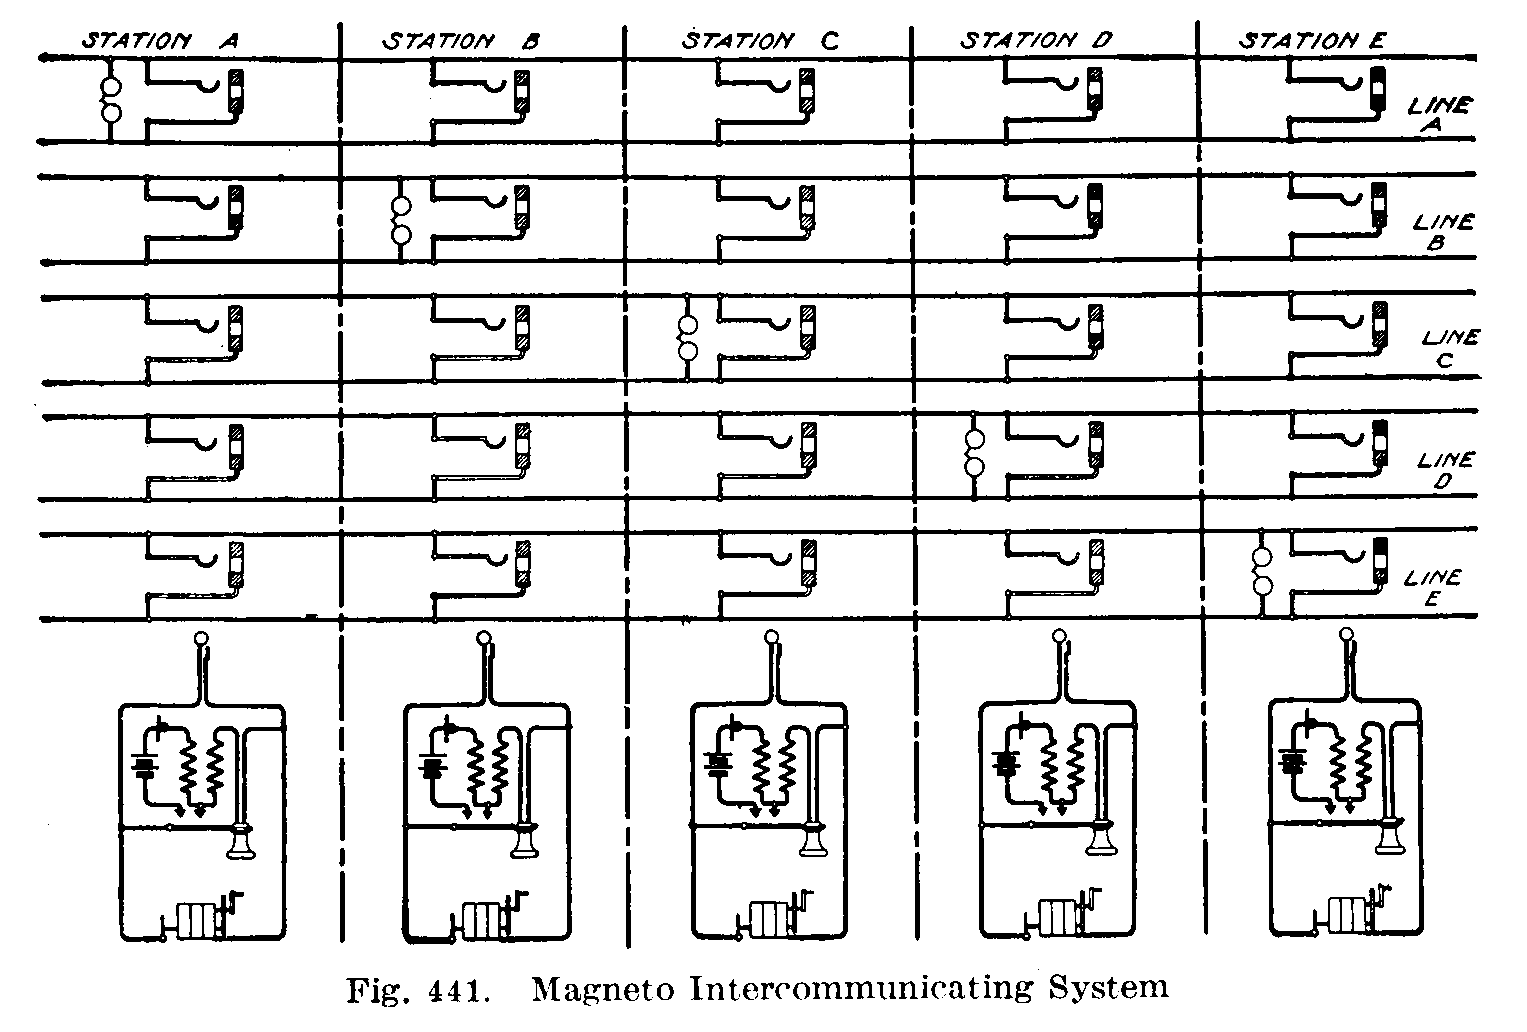 STATION A STATION B STATION C STATION D STATION E
LINE
A
LINE
B
LINE
C
LINE
D
LINE
E
Fig. 441. Magneto Intercommunicating System